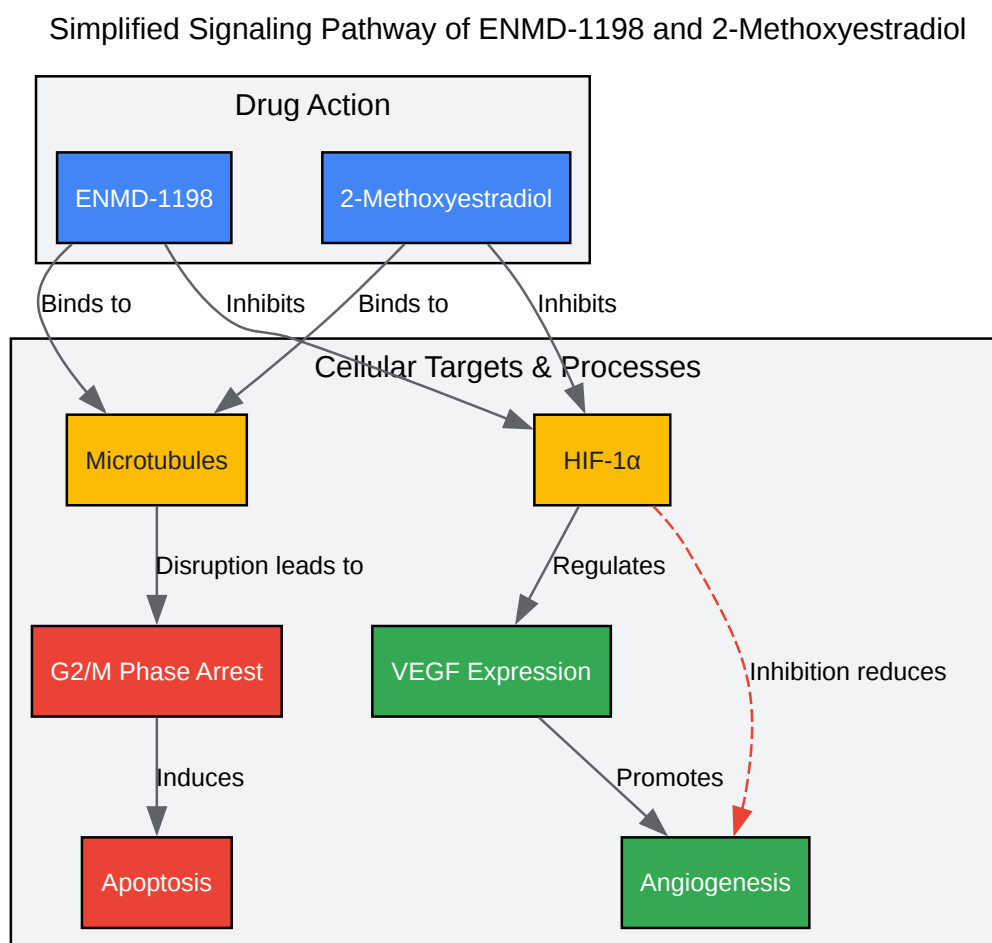 Simplified Signaling Pathway of ENMD-1198 and 2-Methoxyestradiol
Drug Action
ENMD-1198
2-Methoxyestradiol
Binds to
Inhibits
Binds to
Inhibits
Cellular Targets & Processes
Microtubules
HIF-1α
Disruption leads to
Regulates
G2/M Phase Arrest
VEGF Expression
Inhibition reduces
Induces
Promotes
Apoptosis
Angiogenesis